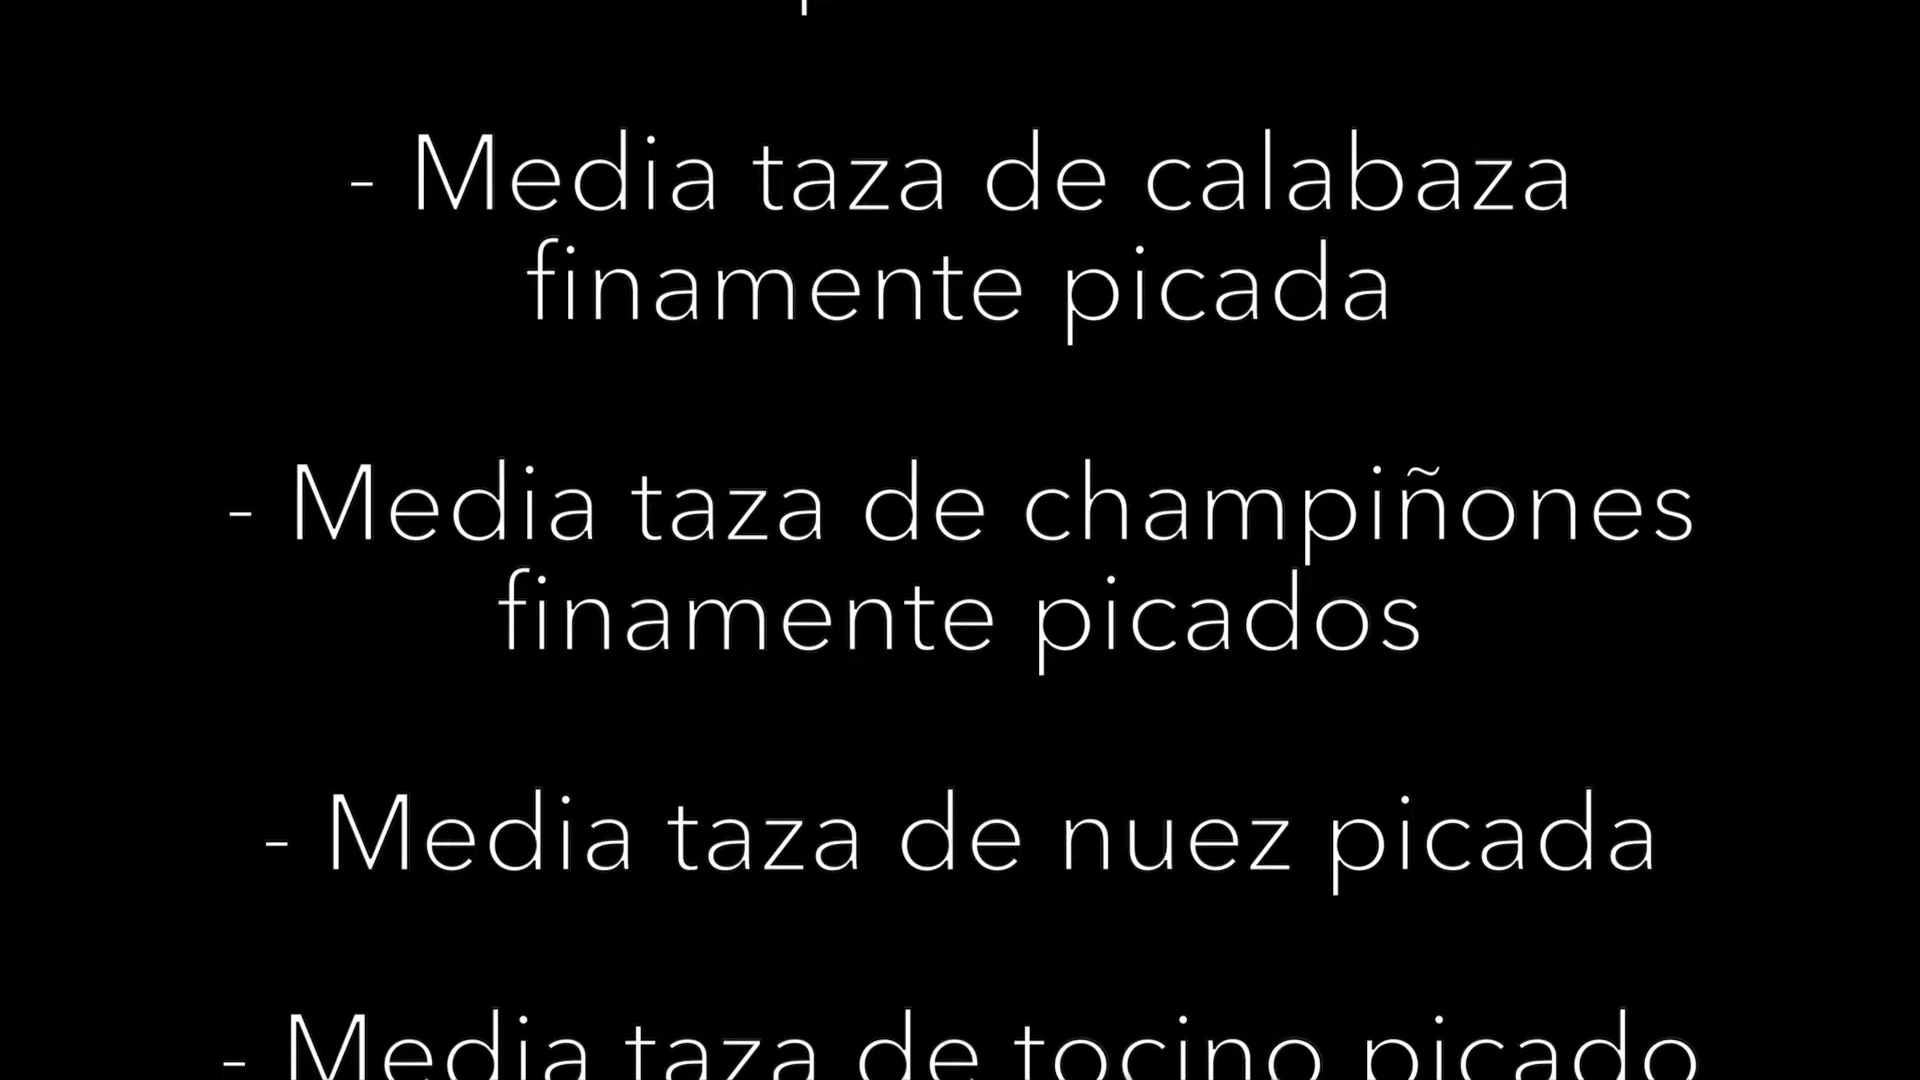 - Media taza de calabaza
finamente picada
- Media taza de champiñones
finamente picados
- Media taza de nuez picada
- Media taza de tocino picado